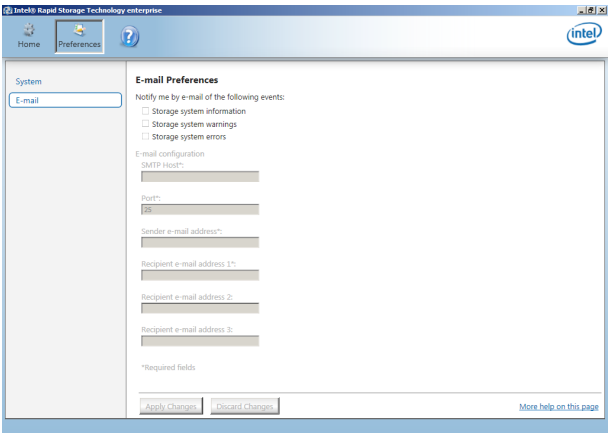 Intel® Rapid Storage Technology enterprise
Home
Preferences
?
intel
System
E-mail
E-mail Preferences
Notify me by e-mail of the following events:
Storage system information
Storage system warnings
Storage system errors
E-mail configuration
SMTP Host*:
Port*:
25
Sender e-mail address*:
Recipient e-mail address 1*:
Recipient e-mail address 2:
Recipient e-mail address 3:
*Required fields
Apply Changes
Discard Changes
More help on this page